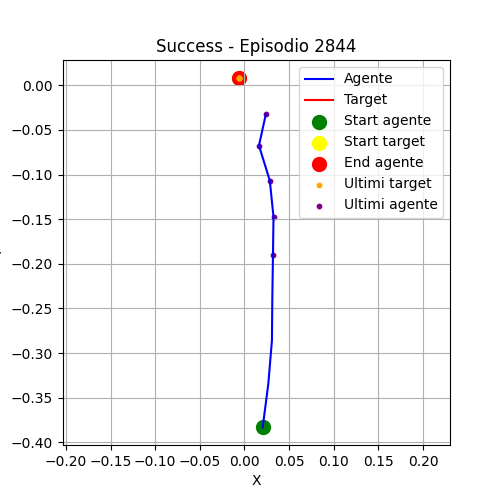 Success - Episodio 2844
Agente
Target
Start agente
Start target
End agente
Ultimi target
Ultimi agente
0.00
−0.05
−0.10
−0.15
−0.20
−0.25
−0.30
−0.35
−0.40
−0.20 −0.15 −0.10 −0.05 0.00 0.05 0.10 0.15 0.20
X